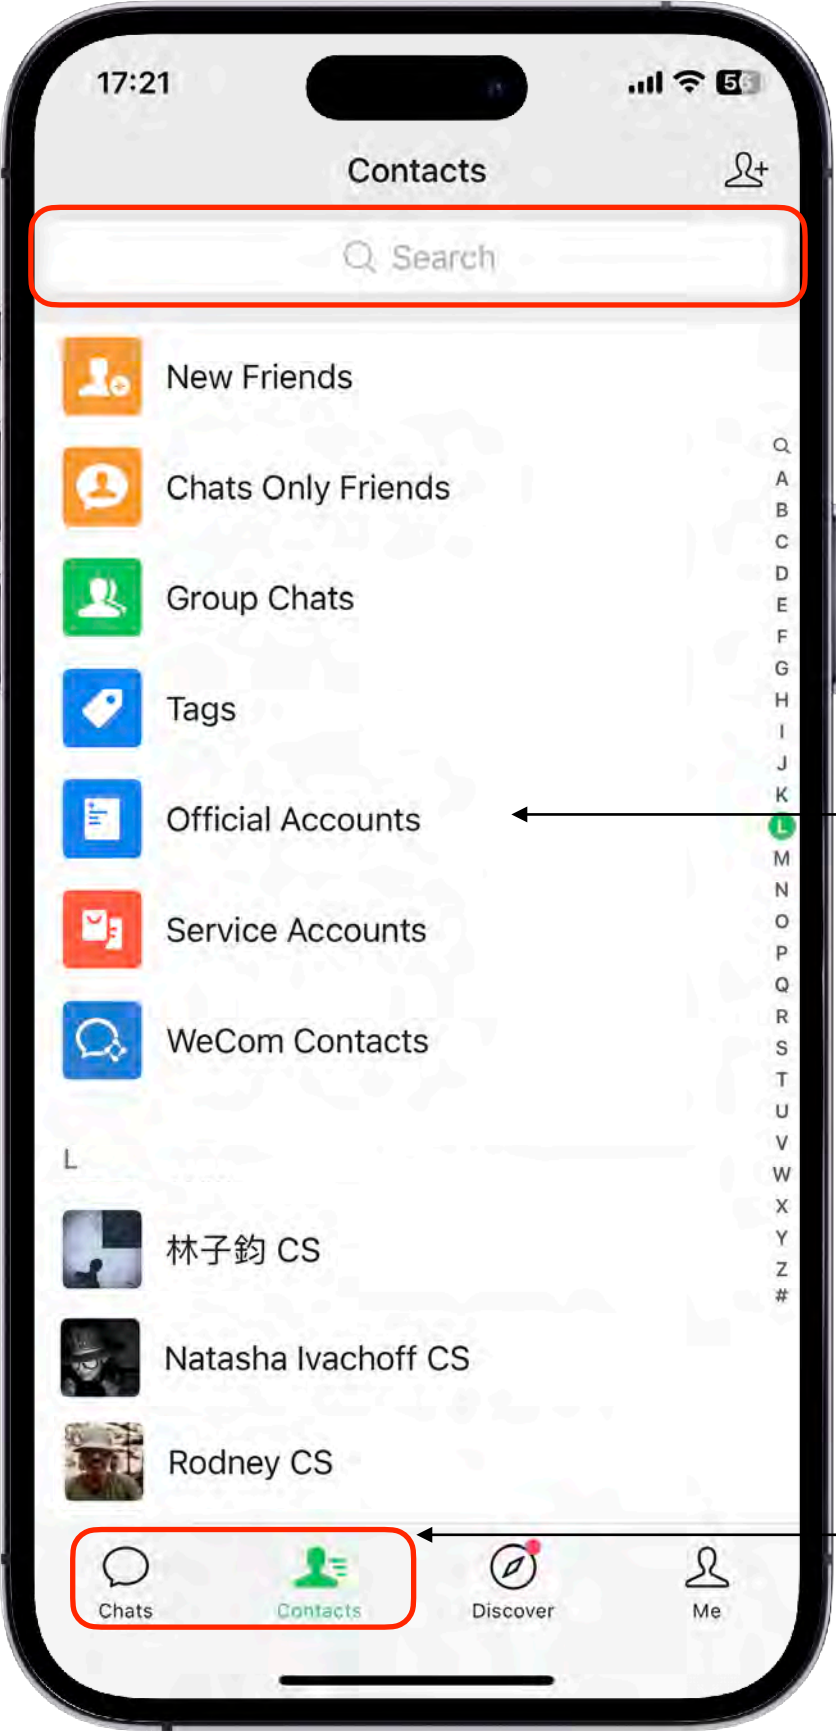 17:21
56
Contacts
Search
New Friends
Chats Only Friends
Group Chats
Tags
Official Accounts
Service Accounts
WeCom Contacts
L
林子鈞 CS
Natasha Ivachoff CS
Rodney CS
A
B
C
D
E
F
G
H
I
J
K
L
M
N
O
P
Q
R
S
T
U
V
W
X
Y
Z
#
Chats
Contacts
Discover
Me